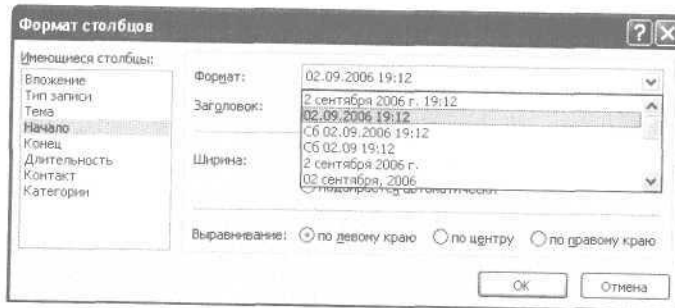 Формат столбцов
Имеющиеся столбцы:
Вложение
Тип записи
Тема
Начало
Конец
Длительность
Контакт
Категории
Формат: 02.09.2006 19:12
Заголовок:
2 сентября 2006 г. 19:12
02.09.2006 19:12
Сб 02.09.2006 19:12
Сб 02.09 19:12
2 сентября 2006 г.
02 сентября, 2006
Ширина:
подбирается автоматически
Выравнивание: по левому краю по центру по правому краю
ОК Отмена